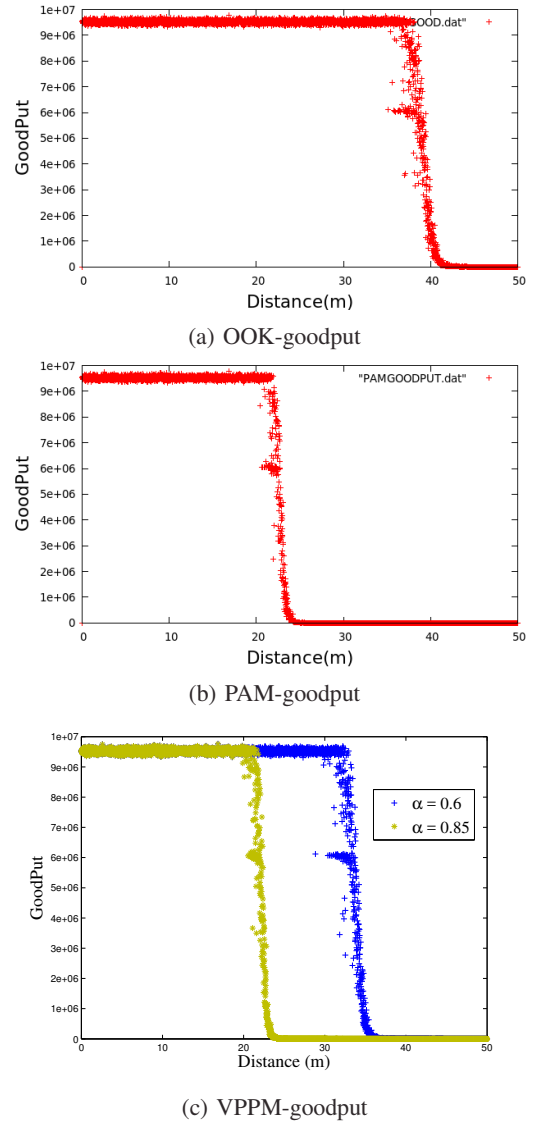 1e+07
9e+06
8e+06
7e+06
6e+06
5e+06
4e+06
3e+06
2e+06
1e+06
0
GoodPut
OOD.dat"
0 10 20 30 40 50
Distance(m)
(a) OOK-goodput
1e+07
9e+06
8e+06
7e+06
6e+06
5e+06
4e+06
3e+06
2e+06
1e+06
0
GoodPut
"PAMGOODPUT.dat"
0 10 20 30 40 50
Distance(m)
(b) PAM-goodput
1e+07
9e+06
8e+06
7e+06
6e+06
5e+06
4e+06
3e+06
2e+06
1e+06
0
GoodPut
α = 0.6
α = 0.85
0 10 20 30 40 50
Distance (m)
(c) VPPM-goodput